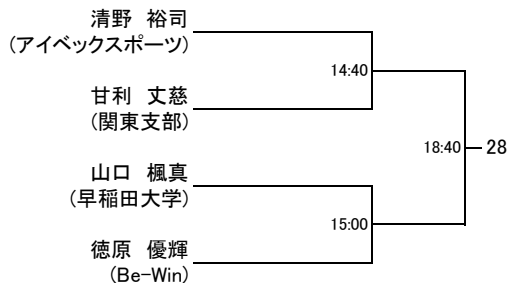 清野 裕司
(アイベックスポーツ)
14:40
甘利 丈慈
(関東支部)
18:40
28
山口 楓真
(早稲田大学)
15:00
徳原 優輝
(Be-Win)